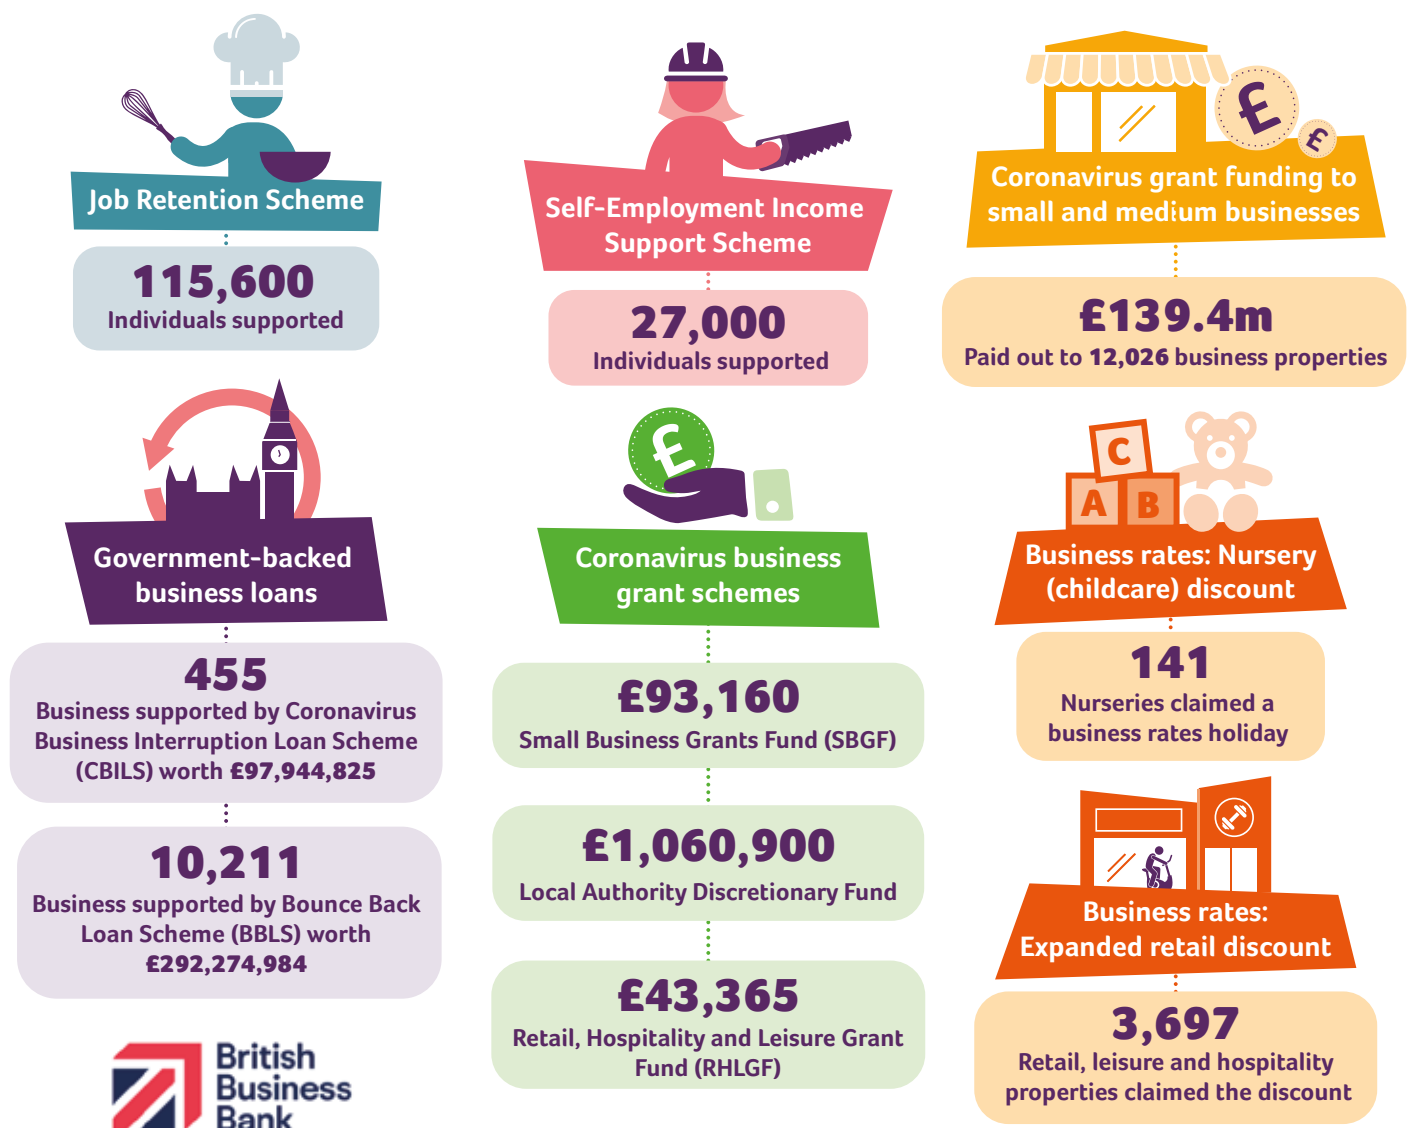 Job Retention Scheme
115,600
Individuals supported
Self-Employment Income
Support Scheme
27,000
Individuals supported
£
£
Coronavirus grant funding to
small and medium businesses
£139.4m
Paid out to 12,026 business properties
Government-backed
business loans
455
Business supported by Coronavirus
Business Interruption Loan Scheme
(CBILS) worth £97,944,825
10,211
Business supported by Bounce Back
Loan Scheme (BBLS) worth
£292,274,984
British
Business
Bank
£
Coronavirus business
grant schemes
£93,160
Small Business Grants Fund (SBGF)
£1,060,900
Local Authority Discretionary Fund
£43,365
Retail, Hospitality and Leisure Grant
Fund (RHLGF)
C
A B
Business rates: Nursery
(childcare) discount
141
Nurseries claimed a
business rates holiday
Business rates:
Expanded retail discount
3,697
Retail, leisure and hospitality
properties claimed the discount